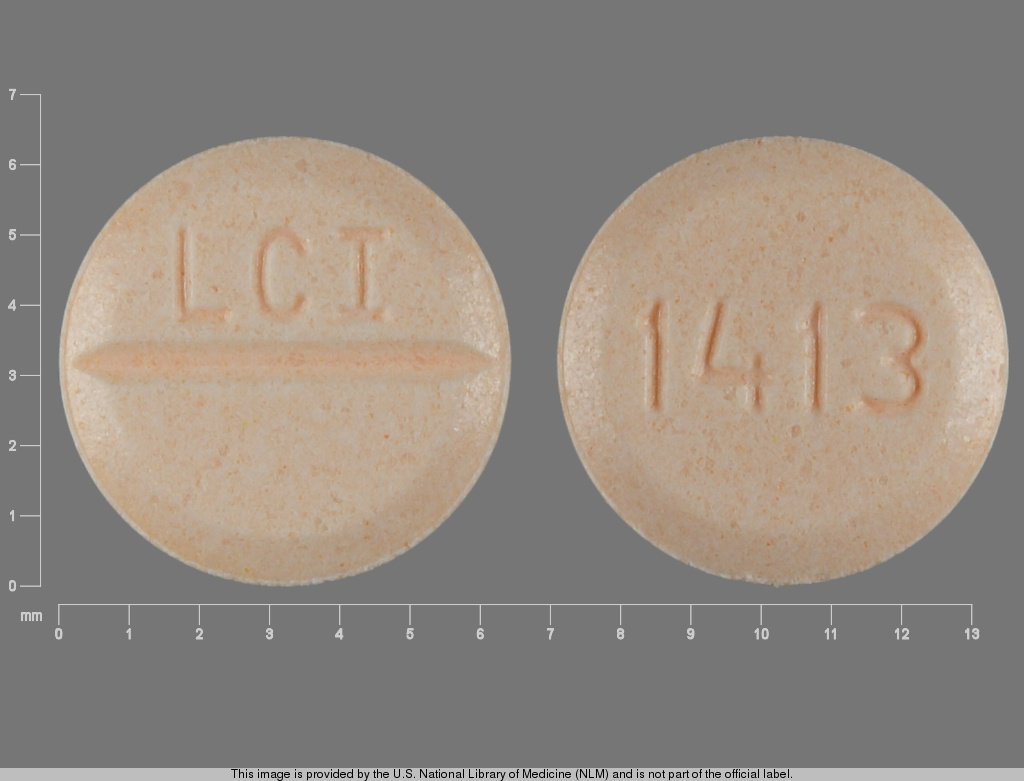 7
6
5
4
3
2
1
0
mm
LCI
1413
0 1 2 3 4 5 6 7 8 9 10 11 12 13
This image is provided by the U.S. National Library of Medicine (NLM) and is not part of the official label.